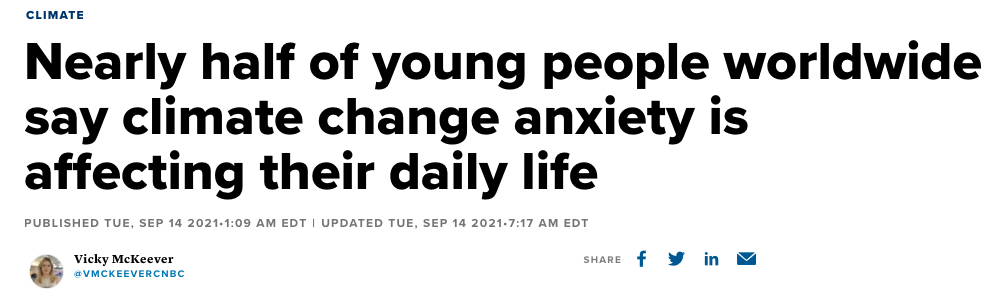 CLIMATE
Nearly half of young people worldwide
say climate change anxiety is
affecting their daily life
PUBLISHED TUE, SEP 14 2021•1:09 AM EDT | UPDATED TUE, SEP 14 2021•7:17 AM EDT
Vicky McKeever
@VMCKEEVERCNBC
SHARE